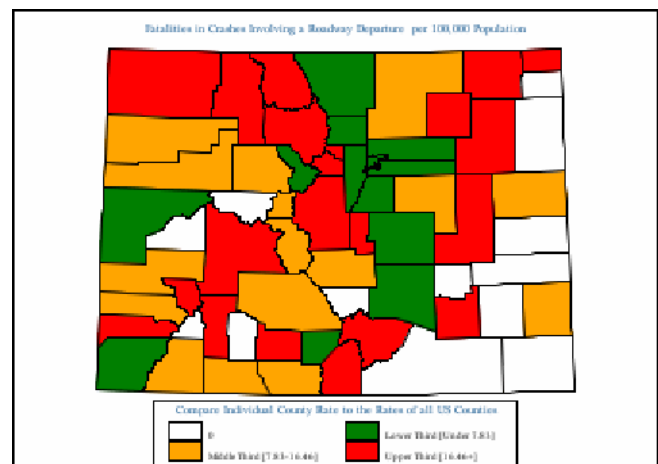 Fatalities in Crashes Involving a Roadway Departure per 100,000 Population
Compare Individual County Rate to the Rates of all US Counties
0
Lower Third [Under 7.83]
Middle Third [7.83-16.46]
Upper Third [16.46+]